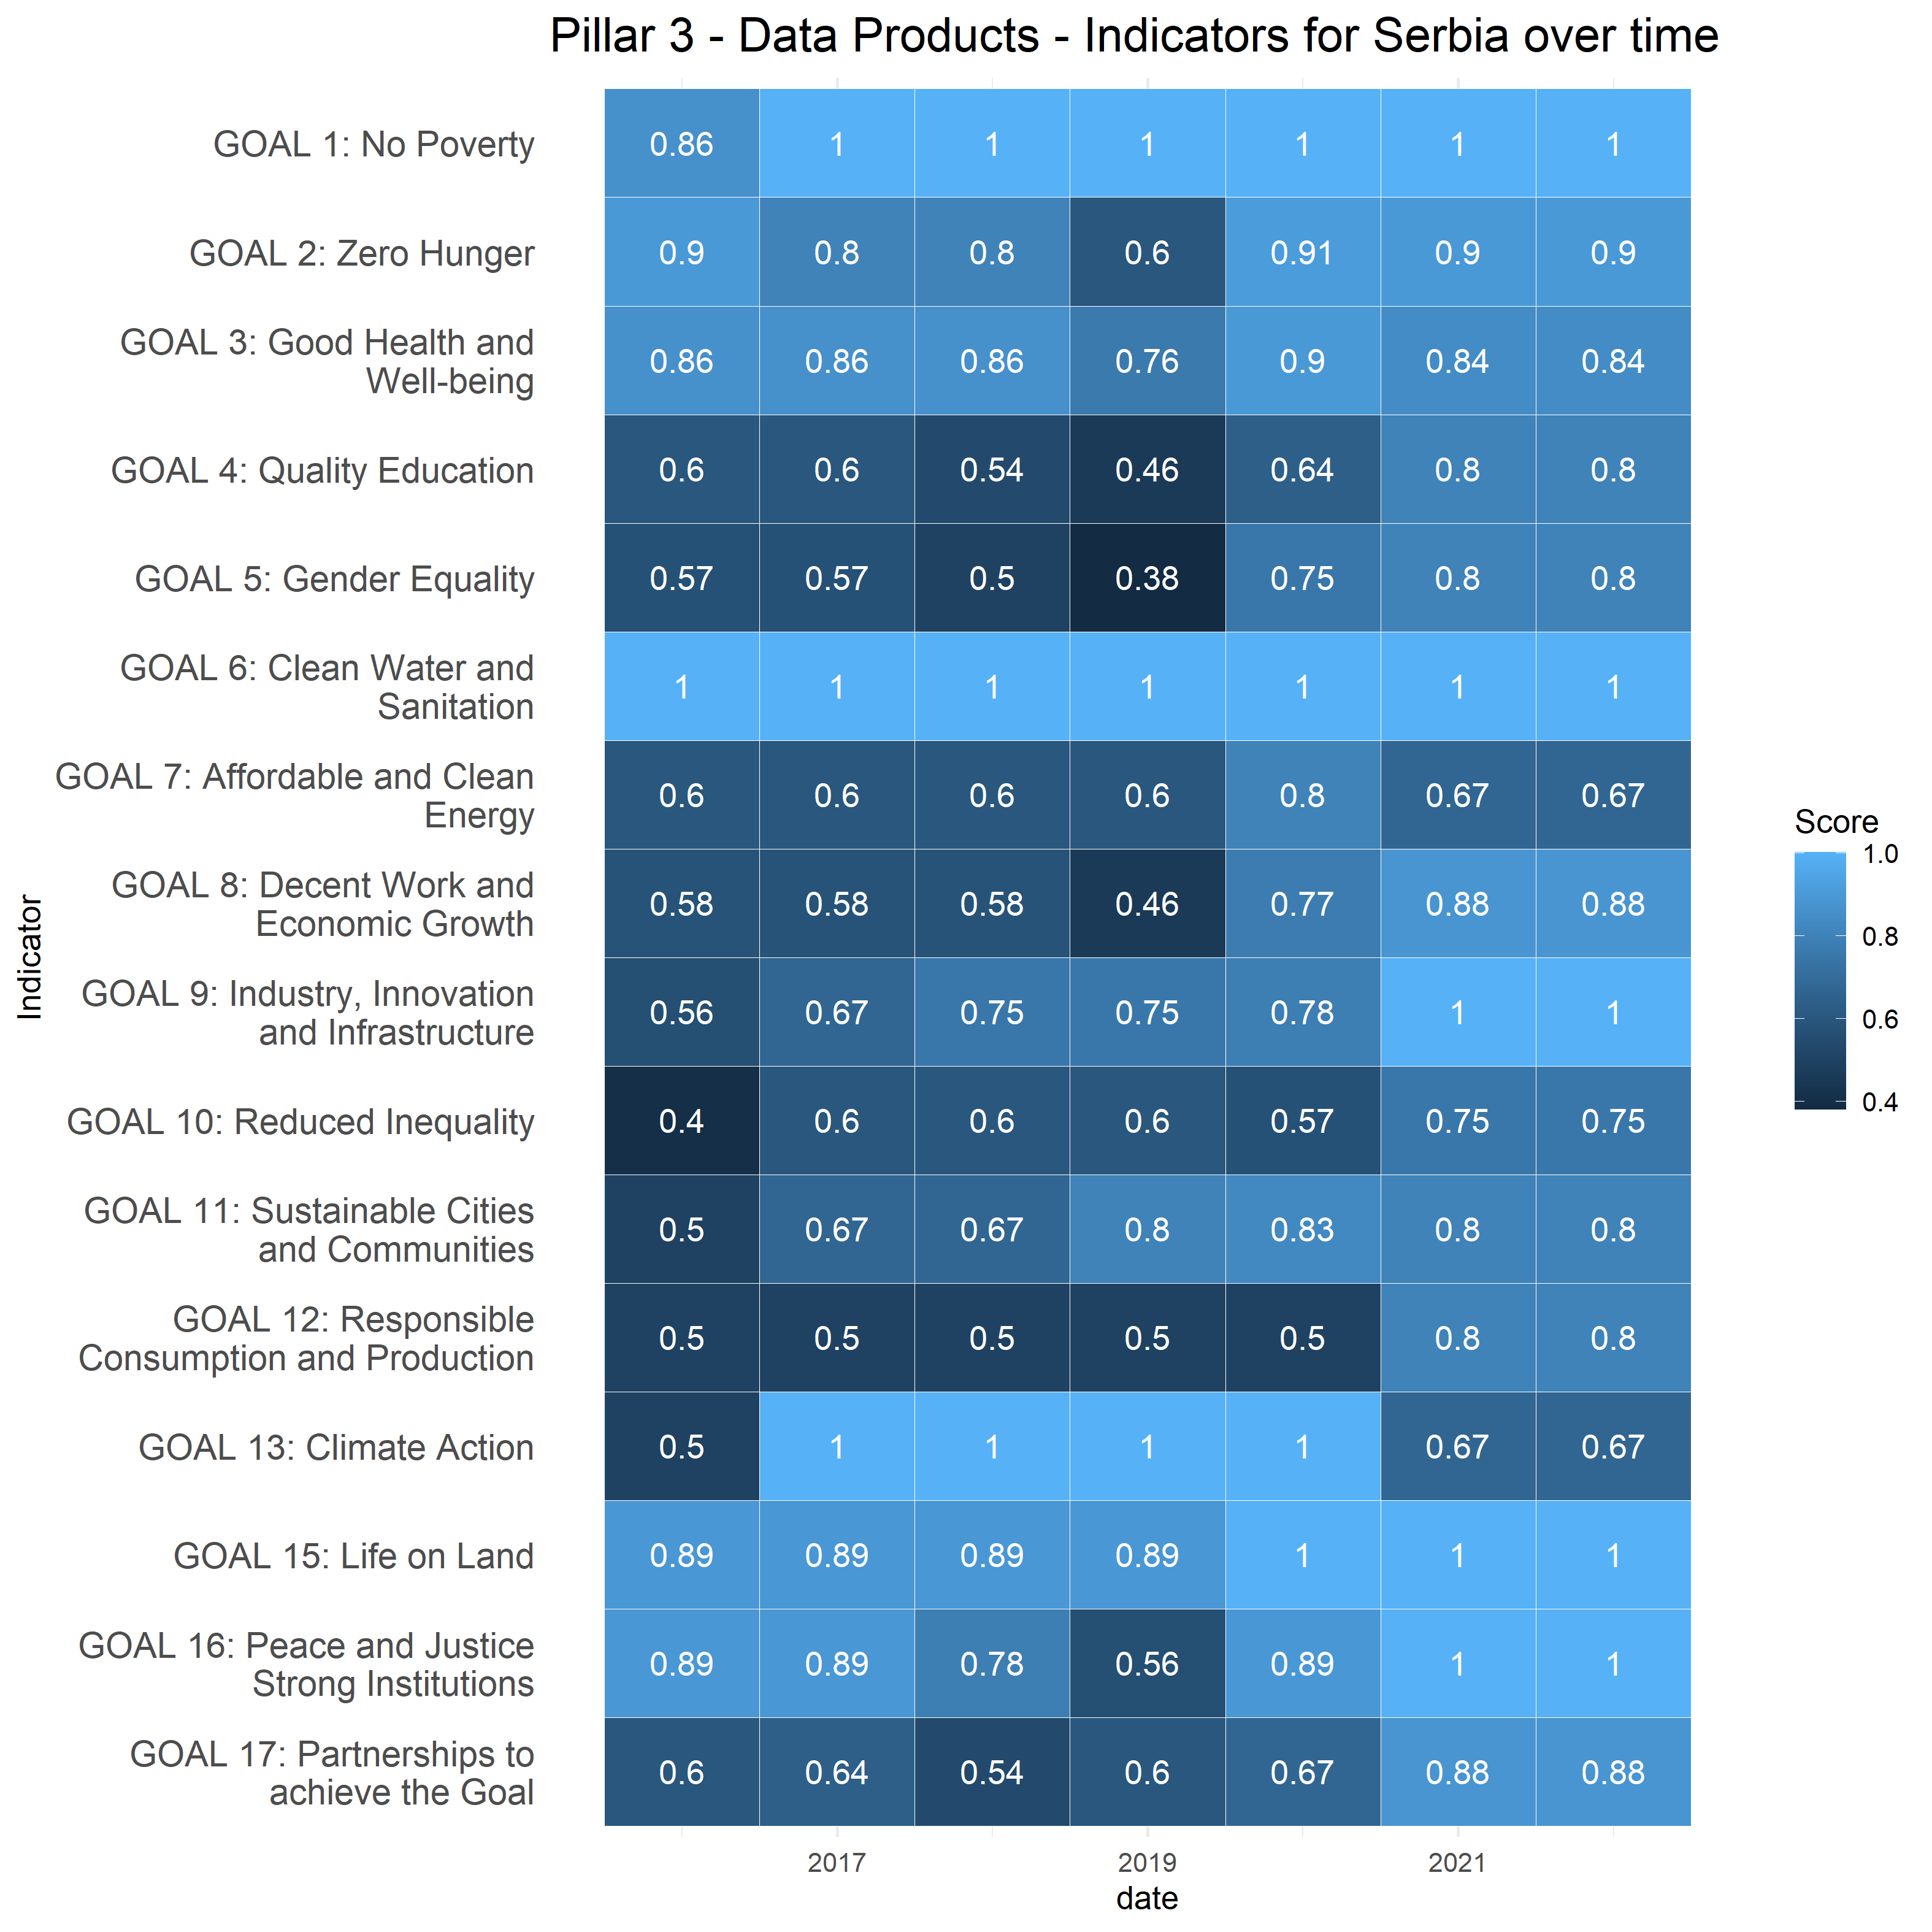 Pillar 3 - Data Products - Indicators for Serbia over time
GOAL 1: No Poverty
0.86 1 1 1 1 1 1
GOAL 2: Zero Hunger
0.9 0.8 0.8 0.6 0.91 0.9 0.9
GOAL 3: Good Health and
Well-being
0.86 0.86 0.86 0.76 0.9 0.84 0.84
GOAL 4: Quality Education
0.6 0.6 0.54 0.46 0.64 0.8 0.8
GOAL 5: Gender Equality
0.57 0.57 0.5 0.38 0.75 0.8 0.8
GOAL 6: Clean Water and
Sanitation
1 1 1 1 1 1 1
GOAL 7: Affordable and Clean
Energy
0.6 0.6 0.6 0.6 0.8 0.67 0.67
GOAL 8: Decent Work and
Economic Growth
0.58 0.58 0.58 0.46 0.77 0.88 0.88
GOAL 9: Industry, Innovation
and Infrastructure
0.56 0.67 0.75 0.75 0.78 1 1
GOAL 10: Reduced Inequality
0.4 0.6 0.6 0.6 0.57 0.75 0.75
GOAL 11: Sustainable Cities
and Communities
0.5 0.67 0.67 0.8 0.83 0.8 0.8
GOAL 12: Responsible
Consumption and Production
0.5 0.5 0.5 0.5 0.5 0.8 0.8
GOAL 13: Climate Action
0.5 1 1 1 1 0.67 0.67
GOAL 15: Life on Land
0.89 0.89 0.89 0.89 1 1 1
GOAL 16: Peace and Justice
Strong Institutions
0.89 0.89 0.78 0.56 0.89 1 1
GOAL 17: Partnerships to
achieve the Goal
0.6 0.64 0.54 0.6 0.67 0.88 0.88
2017 2019 2021
date
Indicator
Score
1.0
0.8
0.6
0.4